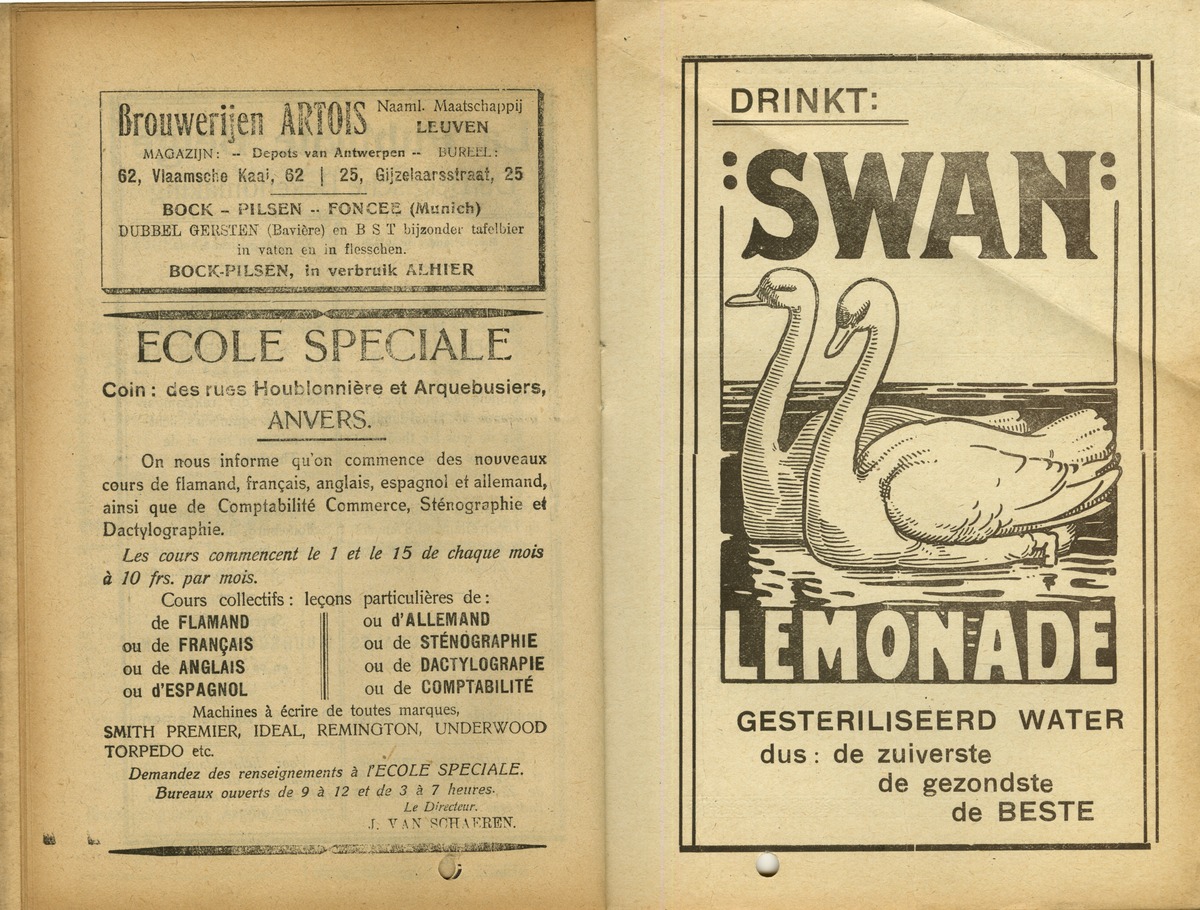 Brouwerijen ARTOIS Naaml. Maatschappij
LEUVEN
MAGAZIJN: -- Depots van Antwerpen -- BUREEL:
62, Vlaamsche Kaai, 62 | 25, Gijzelaarsstraat, 25
BOCK - PILSEN -- FONCEE (Munich)
DUBBEL GERSTEN (Bavière) en B S T bijzonder tafelbier
in vaten en in flesschen.
BOCK-PILSEN, in verbruik ALHIER
ECOLE SPECIALE
Coin: des rues Houblonnière et Arquebusiers,
ANVERS.
On nous informe qu'on commence des nouveaux
cours de flamand, français, anglais, espagnol et allemand,
ainsi que de Comptabilité Commerce, Sténographie et
Dactylographie.
Les cours commencent le 1 et le 15 de chaque mois
à 10 frs. par mois.
Cours collectifs: leçons particulières de:
de FLAMAND
ou de FRANÇAIS
ou de ANGLAIS
ou d'ESPAGNOL
ou d'ALLEMAND
ou de STÉNOGRAPHIE
ou de DACTYLOGRAPIE
ou de COMPTABILITÉ
Machines à écrire de toutes marques,
SMITH PREMIER, IDEAL, REMINGTON, UNDERWOOD
TORPEDO etc.
Demandez des renseignements à l'ECOLE SPECIALE.
Bureaux ouverts de 9 à 12 et de 3 à 7 heures.
Le Directeur.
J. VAN SCHAEREN.
DRINKT:
:SWAN:
LEMONADE
GESTERILISEERD WATER
dus: de zuiverste
de gezondste
de BESTE